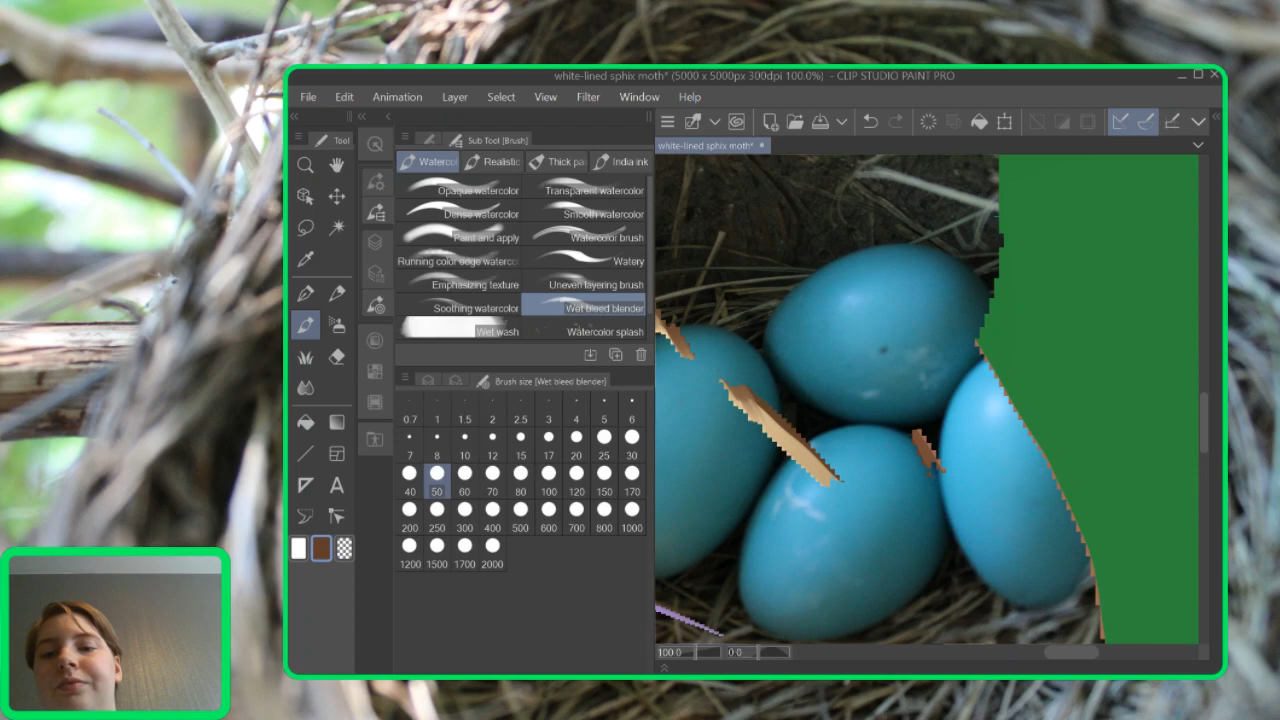 white-lined sphix moth* (5000 x 5000px 300dpi 100.0%) - CLIP STUDIO PAINT PRO
File Edit Animation Layer Select View Filter Window Help
Tool
Sub Tool [Brush]
white-lined sphix moth*
Waterco Realistic Thick pa India ink
Opaque watercolor Transparent watercolor
Dense watercolor Smooth watercolor
Paint and apply Watercolor brush
Running color edge waterco Watery
Emphasizing texture Uneven layering brush
Soothing watercolor Wet bleed blender
Wet wash Watercolor splash
Brush size [Wet bleed blender]
0.7 1 1.5 2 2.5 3 4 5 6
7 8 10 12 15 17 20 25 30
40 50 60 70 80 100 120 150 170
200 250 300 400 500 600 700 800 1000
1200 1500 1700 2000
100.0 0.0